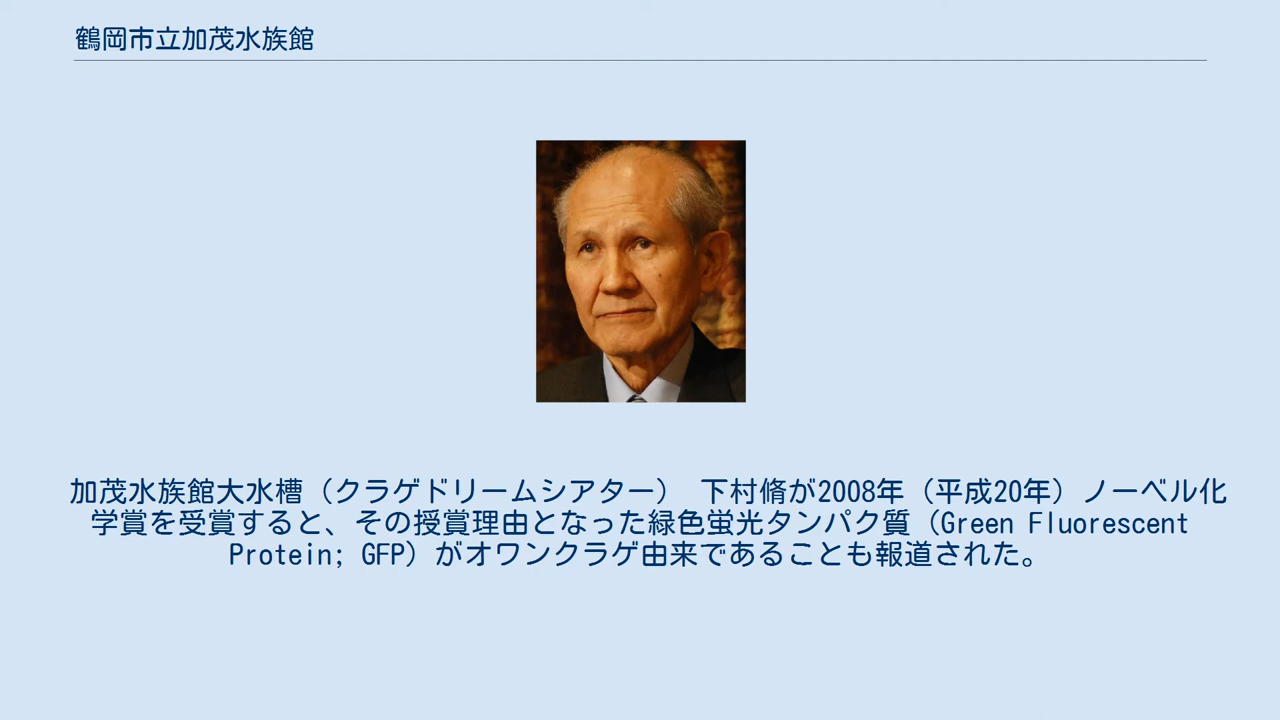 鶴岡市立加茂水族館
加茂水族館大水槽（クラゲドリームシアター）　下村脩が2008年（平成20年）ノーベル化
学賞を受賞すると、その授賞理由となった緑色蛍光タンパク質（Green Fluorescent
Protein; GFP）がオワンクラゲ由来であることも報道された。